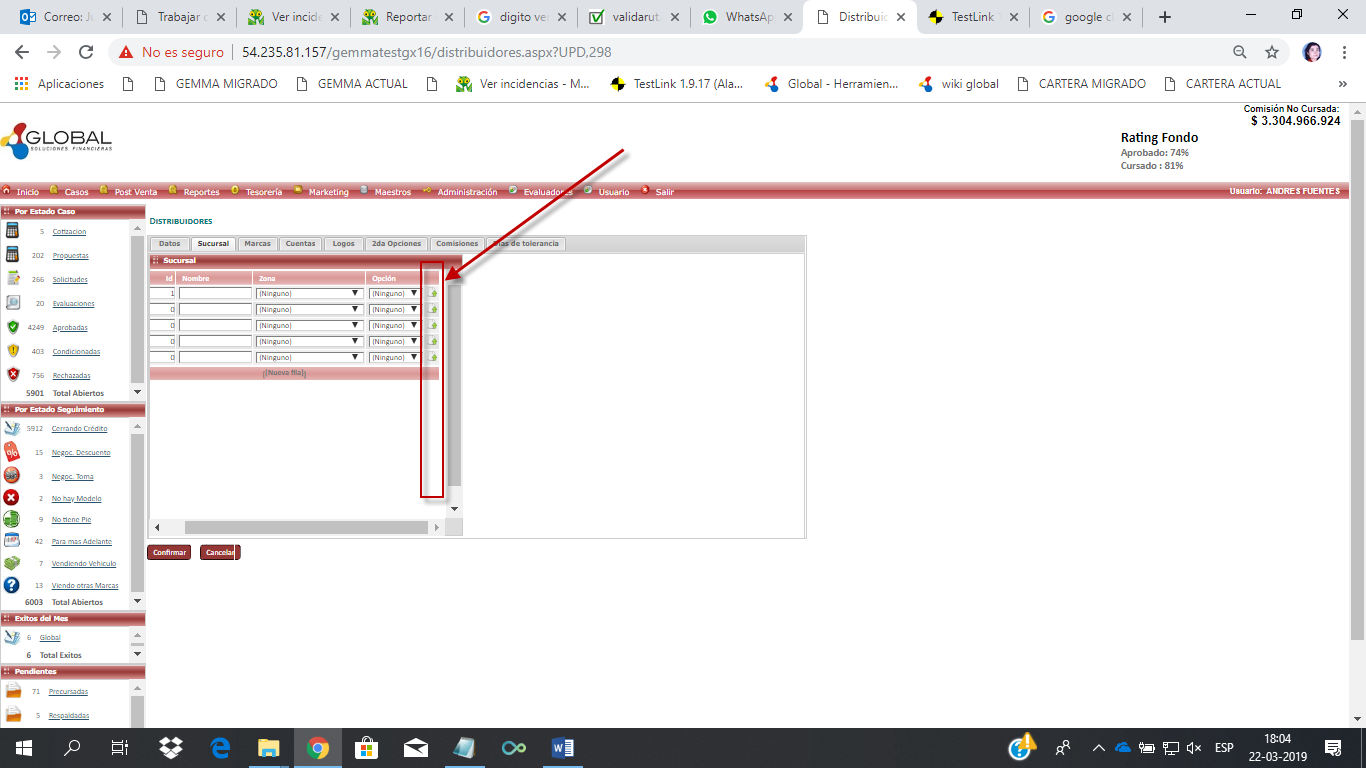 Correo: Ju
Trabajar c
Ver incide
Reportar
digito ver
validarut.
WhatsApp
Distribuid
TestLink 1
google ch
No es seguro | 54.235.81.157/gemmatestgx16/distribuidores.aspx?UPD,298
Aplicaciones
GEMMA MIGRADO
GEMMA ACTUAL
Ver incidencias - M...
TestLink 1.9.17 (Ala...
Global - Herramien...
wiki global
CARTERA MIGRADO
CARTERA ACTUAL
»
Comisión No Cursada:
$ 3.304.966.924
GLOBAL
SOLUCIONES FINANCIERAS
Rating Fondo
Aprobado: 74%
Cursado : 81%
Inicio Casos Post Venta Reportes Tesorería Marketing Maestros Administración Evaluadores Usuario Salir Usuario: ANDRES FUENTES
Por Estado Caso
5 Cotizacion
202 Propuestas
266 Solicitudes
20 Evaluaciones
4249 Aprobadas
403 Condicionadas
756 Rechazadas
5901 Total Abiertos
Por Estado Seguimiento
5912 Cerrando Crédito
15 Negoc. Descuento
3 Negoc. Toma
2 No hay Modelo
9 No tiene Pie
42 Para mas Adelante
7 Vendiendo Vehiculo
13 Viendo otras Marcas
6003 Total Abiertos
Exitos del Mes
6 Global
6 Total Exitos
Pendientes
71 Precursadas
5 Respaldadas
DISTRIBUIDORES
Datos Sucursal Marcas Cuentas Logos 2da Opciones Comisiones Dias de tolerancia
Sucursal
Id Nombre Zona Opción
1 (Ninguno) (Ninguno)
0 (Ninguno) (Ninguno)
0 (Ninguno) (Ninguno)
0 (Ninguno) (Ninguno)
0 (Ninguno) (Ninguno)
([Nueva fila])
Confirmar Cancelar
ESP
18:04
22-03-2019